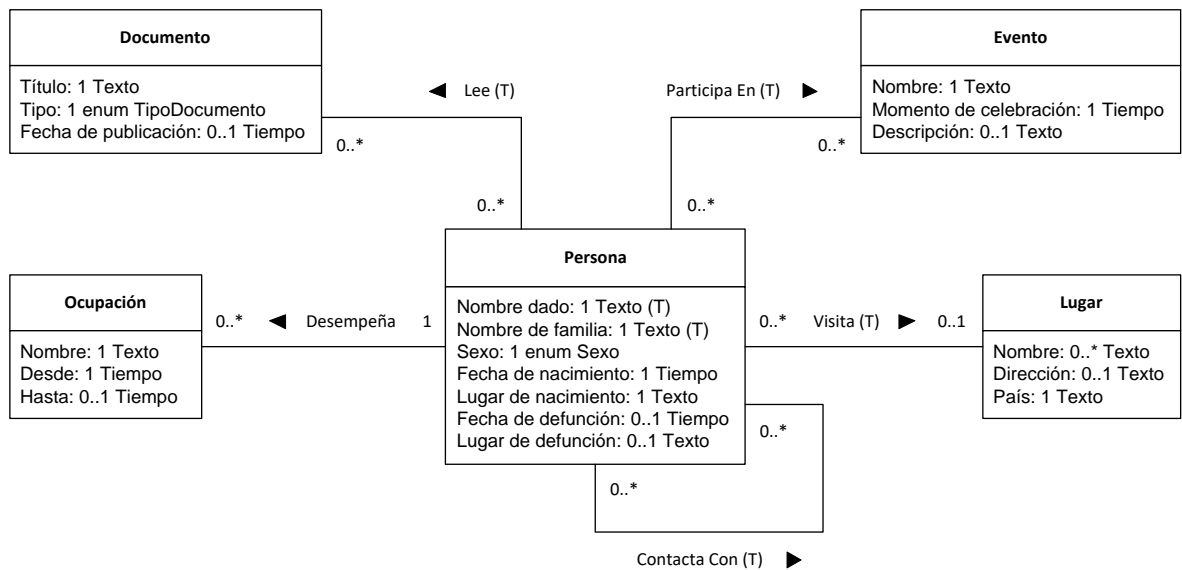 Documento
Título: 1 Texto
Tipo: 1 enum TipoDocumento
Fecha de publicación: 0..1 Tiempo
◀ Lee (T)
0..*
0..*
Participa En (T) ▶
0..*
0..*
Evento
Nombre: 1 Texto
Momento de celebración: 1 Tiempo
Descripción: 0..1 Texto
Ocupación
Nombre: 1 Texto
Desde: 1 Tiempo
Hasta: 0..1 Tiempo
0..* ◀ Desempeña 1
Persona
Nombre dado: 1 Texto (T)
Nombre de familia: 1 Texto (T)
Sexo: 1 enum Sexo
Fecha de nacimiento: 1 Tiempo
Lugar de nacimiento: 1 Texto
Fecha de defunción: 0..1 Tiempo
Lugar de defunción: 0..1 Texto
0..* Visita (T) ▶ 0..1
Lugar
Nombre: 0..* Texto
Dirección: 0..1 Texto
País: 1 Texto
0..*
0..*
Contacta Con (T) ▶